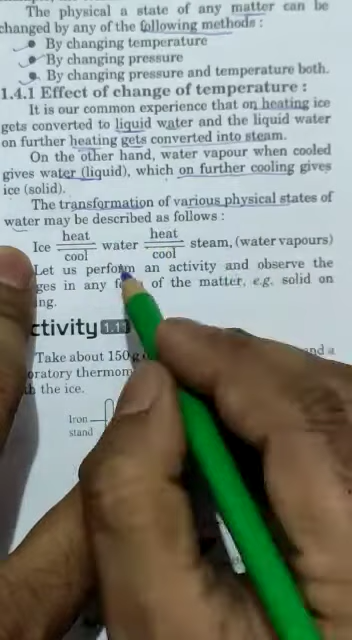 The physical a state of any matter can be
changed by any of the following methods :
By changing temperature
By changing pressure
By changing pressure and temperature both.
1.4.1 Effect of change of temperature :
It is our common experience that on heating ice
gets converted to liquid water and the liquid water
on further heating gets converted into steam.
On the other hand, water vapour when cooled
gives water (liquid), which on further cooling gives
ice (solid).
The transformation of various physical states of
water may be described as follows :
Ice heat cool water heat cool steam, (water vapours)
Let us perform an activity and observe the
ges in any of the matter, e.g. solid on
ing.
ctivity 1.11
Take about 150 g and a
oratory thermom
the ice.
Iron
stand